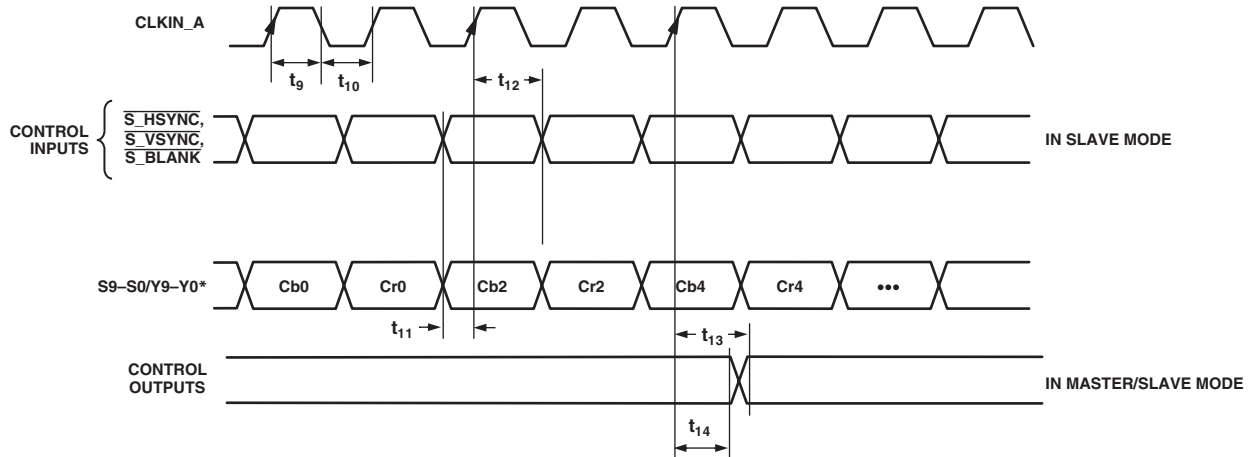 CLKIN_A
t9
t10
t12
CONTROL
INPUTS
S_HSYNC,
S_VSYNC,
S_BLANK
IN SLAVE MODE
S9–S0/Y9–Y0*
Cb0
Cr0
Cb2
Cr2
Cb4
Cr4
•••
t11
t13
CONTROL
OUTPUTS
IN MASTER/SLAVE MODE
t14